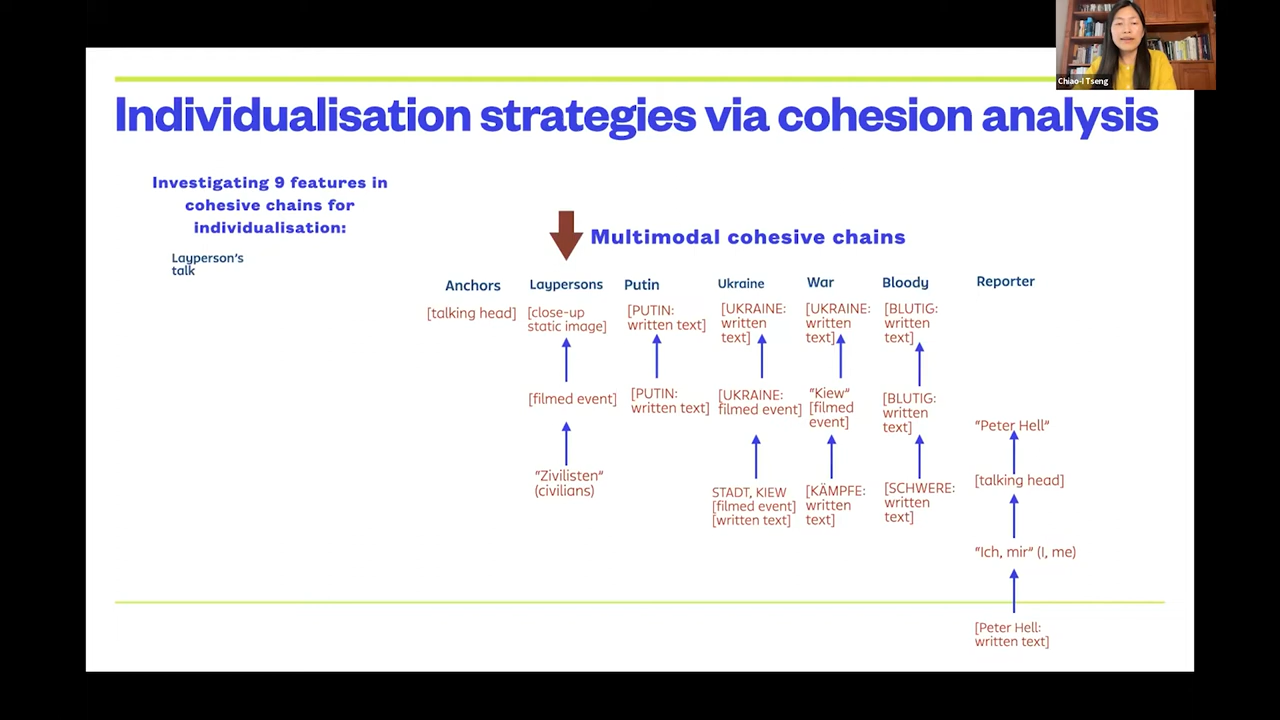 Chiao-I Tseng
Individualisation strategies via cohesion analysis
Investigating 9 features in
cohesive chains for
individualisation:
Layperson's
talk
Multimodal cohesive chains
Anchors
[talking head]
Laypersons
[close-up
static image]
[filmed event]
"Zivilisten"
(civilians)
Putin
[PUTIN:
written text]
[PUTIN:
written text]
Ukraine
[UKRAINE:
written
text]
[UKRAINE:
filmed event]
STADT, KIEW
[filmed event]
[written text]
War
[UKRAINE:
written
text]
"Kiew"
[filmed
event]
[KÄMPFE:
written
text]
Bloody
[BLUTIG:
written
text]
[BLUTIG:
written
text]
[SCHWERE:
written
text]
Reporter
"Peter Hell"
[talking head]
"Ich, mir" (I, me)
[Peter Hell:
written text]